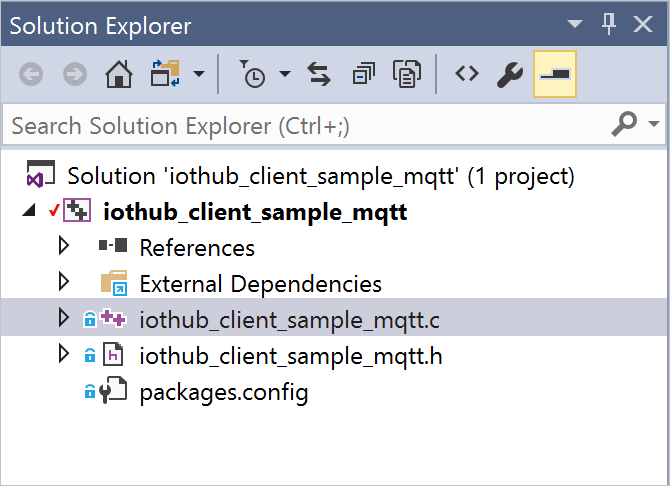 Solution Explorer
Search Solution Explorer (Ctrl+;)
Solution 'iothub_client_sample_mqtt' (1 project)
iothub_client_sample_mqtt
References
External Dependencies
iothub_client_sample_mqtt.c
iothub_client_sample_mqtt.h
packages.config